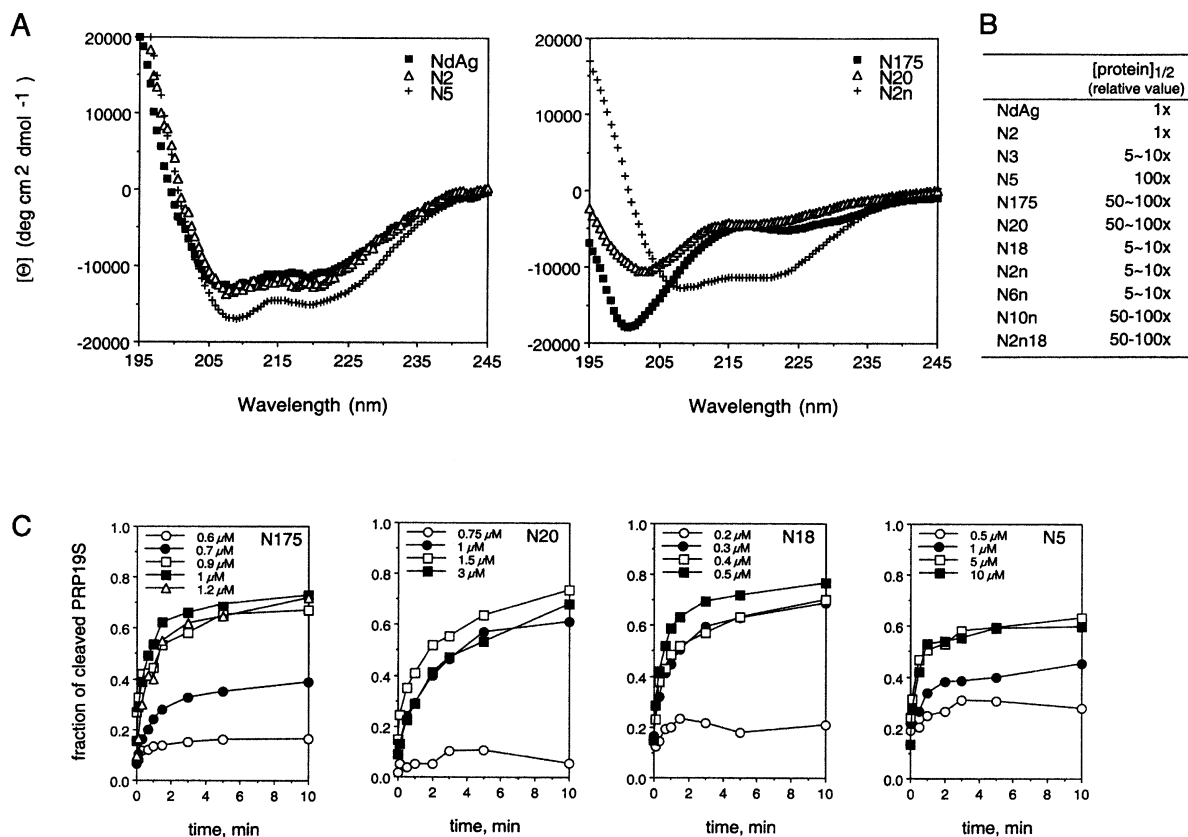 A
[Θ] (deg cm2 dmol -1 )
20000
10000
0
-10000
-20000
NdAg
N2
N5
195 205 215 225 235 245
Wavelength (nm)
20000
10000
0
-10000
-20000
N175
N20
N2n
195 205 215 225 235 245
Wavelength (nm)
B
[protein]1/2
(relative value)
NdAg 1x
N2 1x
N3 5~10x
N5 100x
N175 50~100x
N20 50~100x
N18 5~10x
N2n 5~10x
N6n 5~10x
N10n 50-100x
N2n18 50-100x
C
fraction of cleaved PRP19S
1.0
0.8
0.6
0.4
0.2
0.0
N175
0.6 µM
0.7 µM
0.9 µM
1 µM
1.2 µM
0 2 4 6 8 10
time, min
1.0
0.8
0.6
0.4
0.2
0.0
N20
0.75 µM
1 µM
1.5 µM
3 µM
0 2 4 6 8 10
time, min
1.0
0.8
0.6
0.4
0.2
0.0
N18
0.2 µM
0.3 µM
0.4 µM
0.5 µM
0 2 4 6 8 10
time, min
1.0
0.8
0.6
0.4
0.2
0.0
N5
0.5 µM
1 µM
5 µM
10 µM
0 2 4 6 8 10
time, min